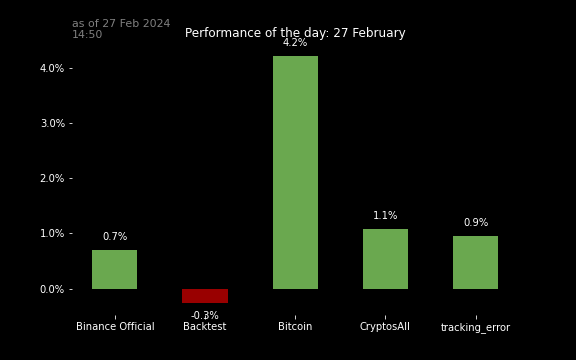 as of 27 Feb 2024
14:50
Performance of the day: 27 February
4.2%
4.0%
3.0%
2.0%
1.1%
0.9%
0.7%
1.0%
0.0%
-0.3%
Binance Official
Backtest
Bitcoin
CryptosAll
tracking_error